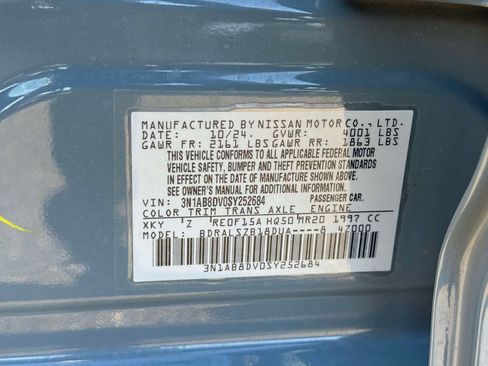 MANUFACTURED BY NISSAN MOTOR CO., LTD.
DATE: 10/24. GVWR: 4001 LBS
GAWR FR: 2161 LBS GAWR RR: 1863 LBS
THIS VEHICLE CONFORMS TO ALL APPLICABLE FEDERAL MOTOR
VEHICLE SAFETY, BUMPER AND THEFT PREVENTION STANDARDS
IN EFFECT ON THE DATE OF MANUFACTURE SHOWN ABOVE.
SEE OWNER'S MANUAL FOR ADDITIONAL INFORMATION.
VIN: 3N1AB8DV0SY252684 PASSENGER CAR.
COLOR TRIM TRANS AXLE ENGINE
XKY Z RE0F15A HQ50 MR20 1997 CC
MODEL: BDRALSZB18DUA----8 47000
3N1AB8DV0SY252684